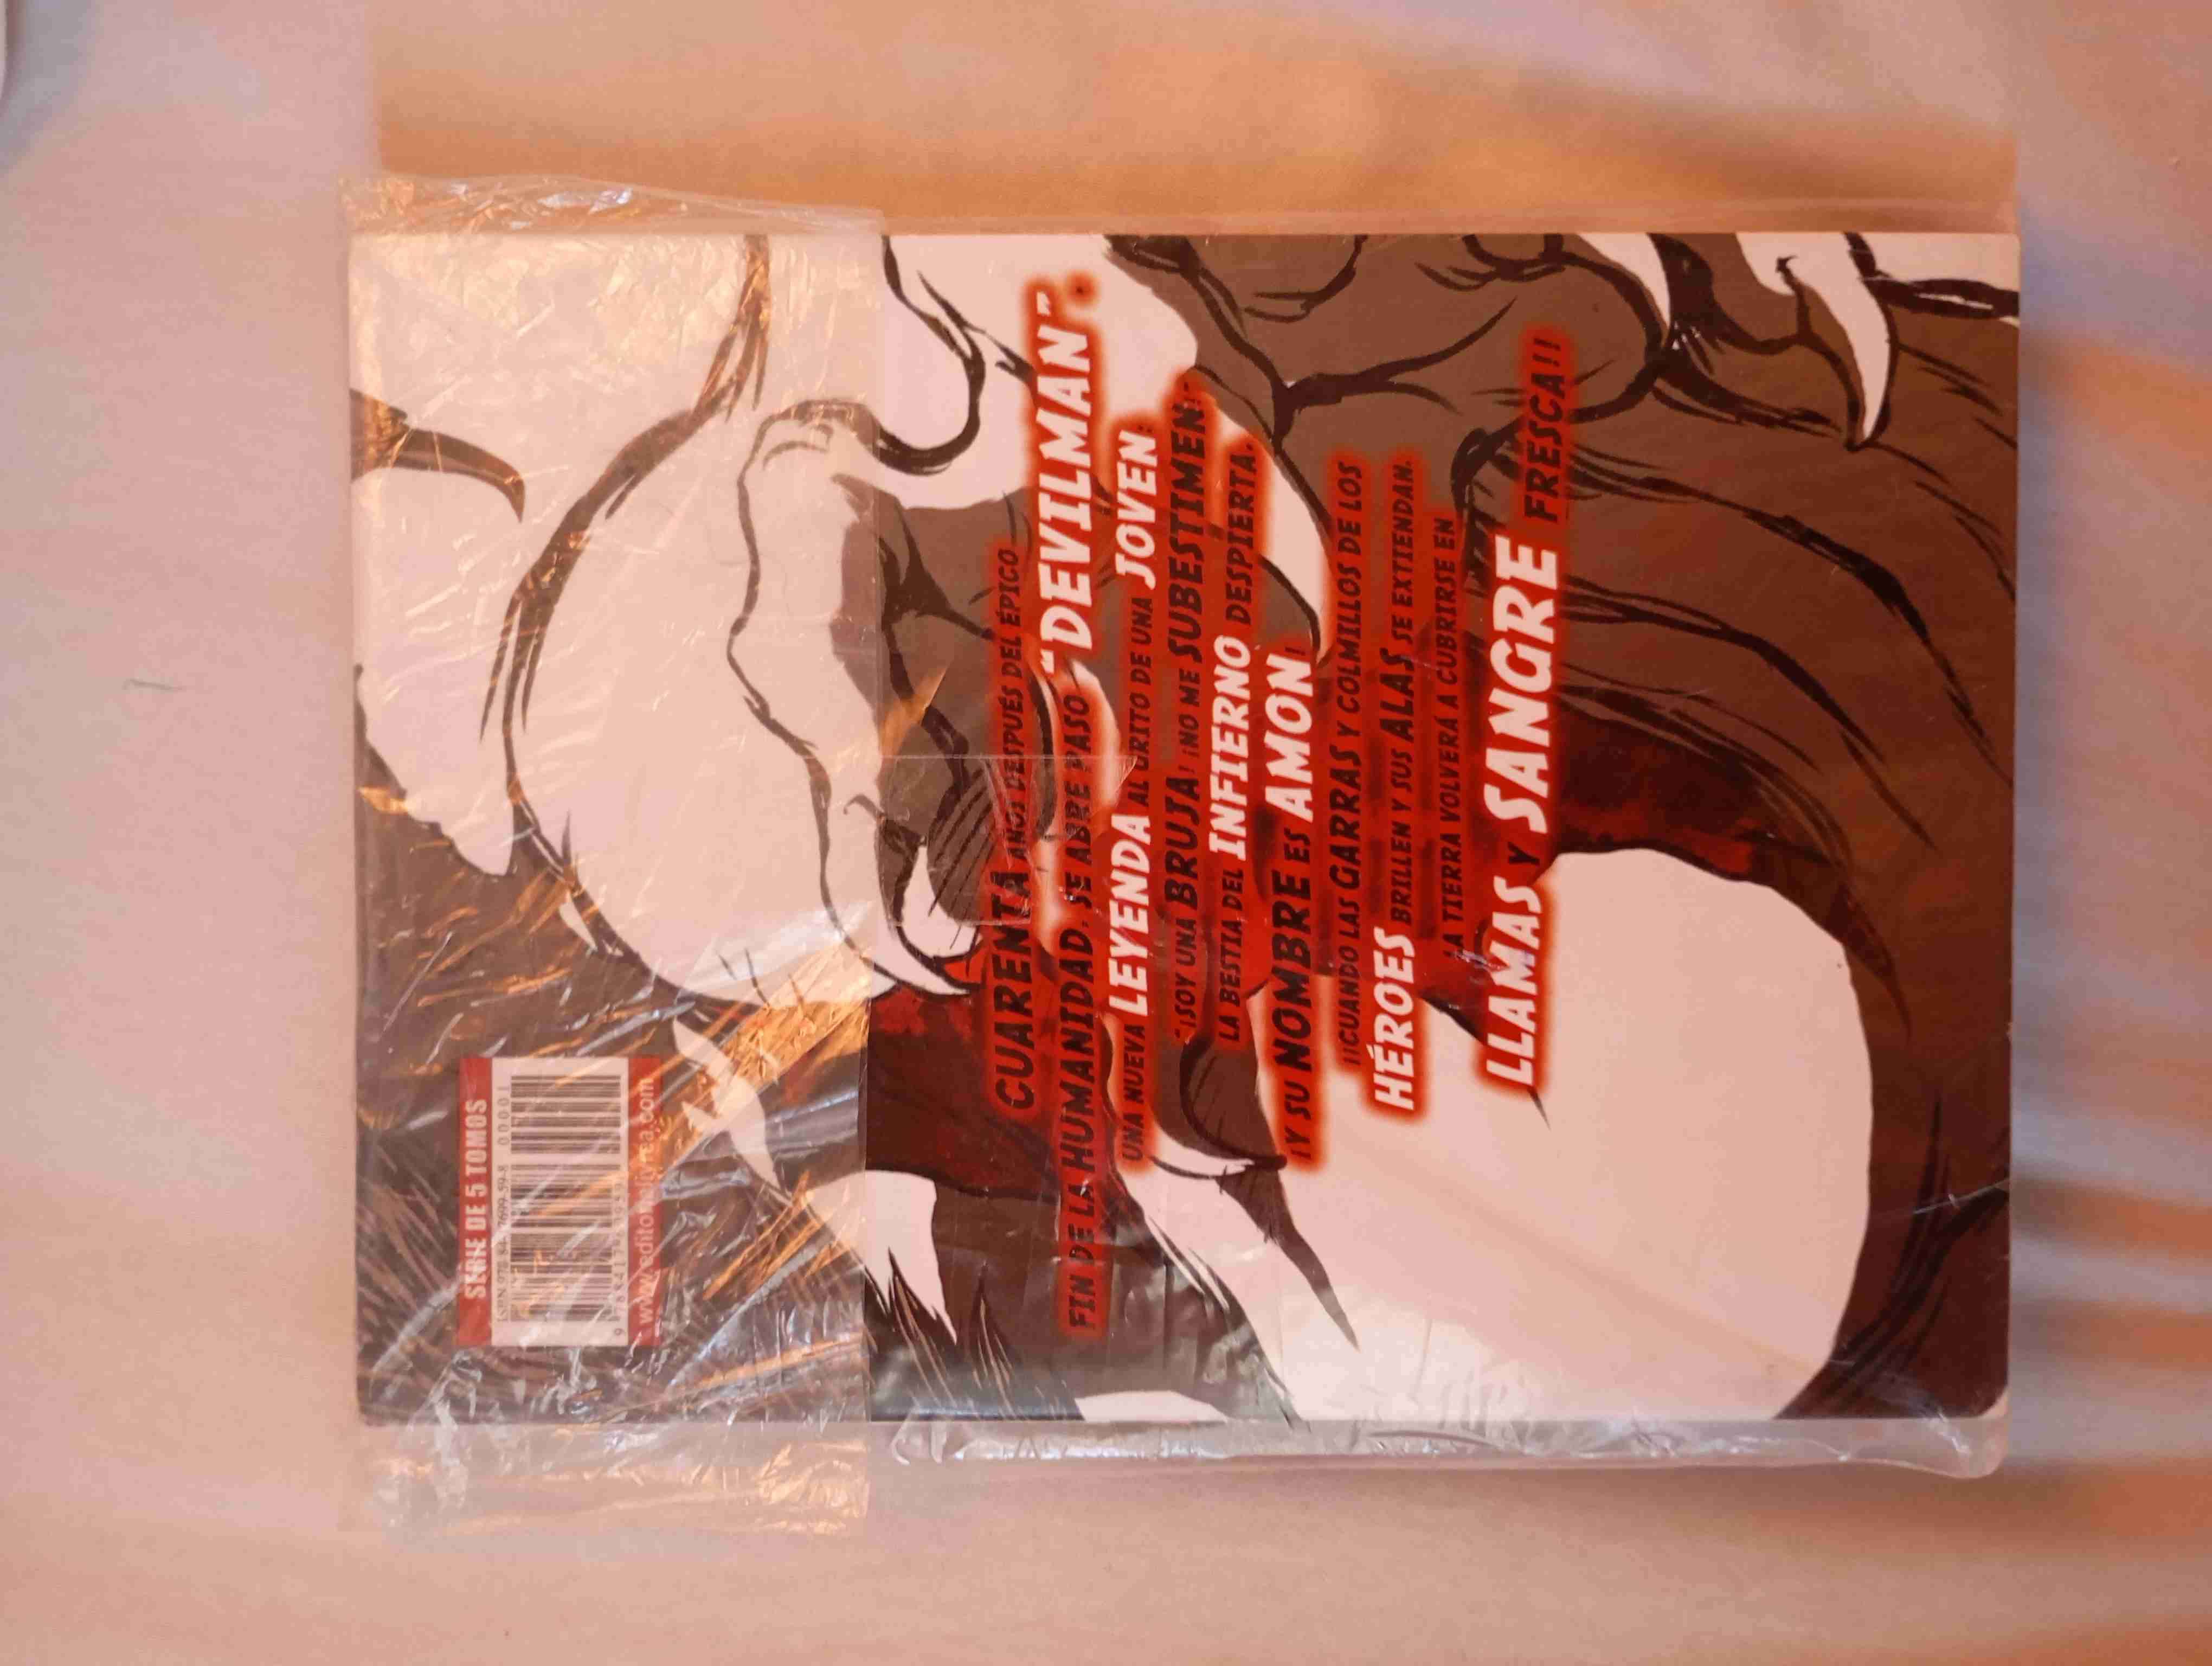 CUARENTA AÑOS DESPUÉS DEL ÉPICO
FIN DE LA HUMANIDAD, SE ABRE PASO "DEVILMAN".
UNA NUEVA LEYENDA AL GRITO DE UNA JOVEN:
"¡SOY UNA BRUJA! ¡NO ME SUBESTIMEN!"
LA BESTIA DEL INFIERNO DESPIERTA.
¡Y SU NOMBRE ES AMON!
¡¡CUANDO LAS GARRAS Y COLMILLOS DE LOS
HÉROES BRILLEN Y SUS ALAS SE EXTIENDAN,
LA TIERRA VOLVERÁ A CUBRIRSE EN
LLAMAS Y SANGRE FRESCA!!
SERIE DE 5 TOMOS
00001